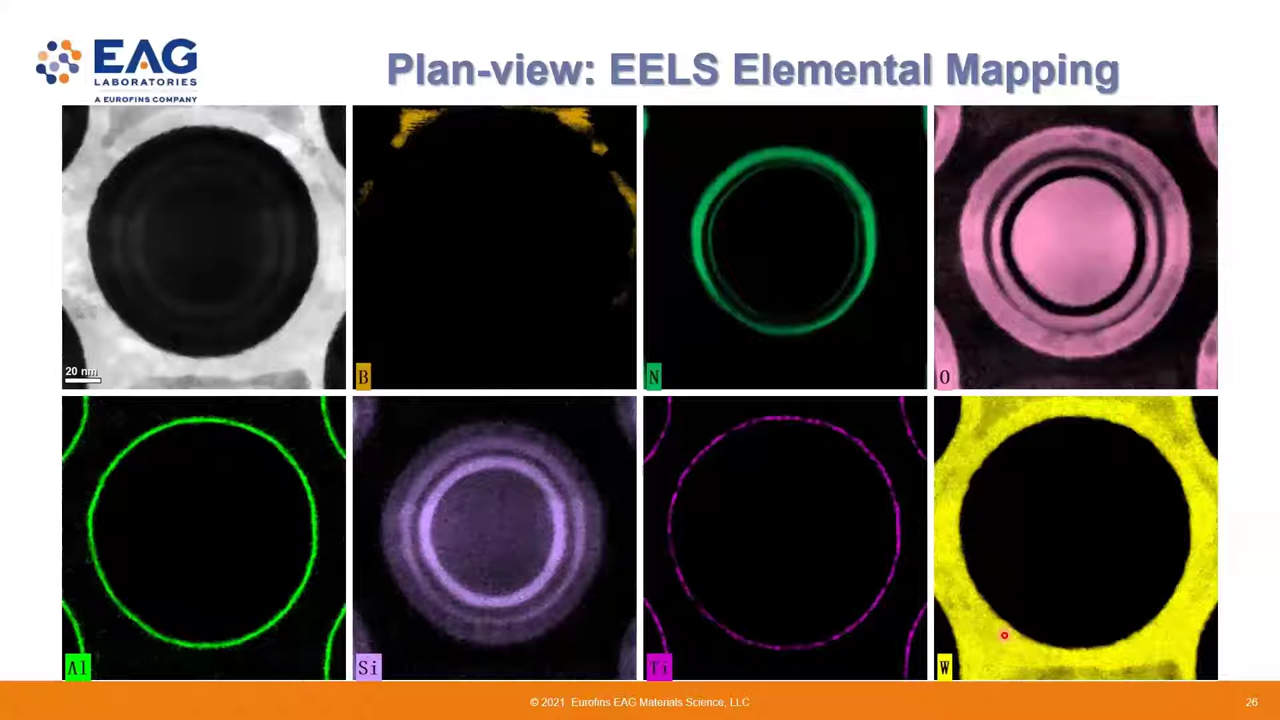 EAG
LABORATORIES
A EUROFINS COMPANY
Plan-view: EELS Elemental Mapping
20 nm
B
N
O
Al
Si
Ti
W
© 2021 Eurofins EAG Materials Science, LLC
26